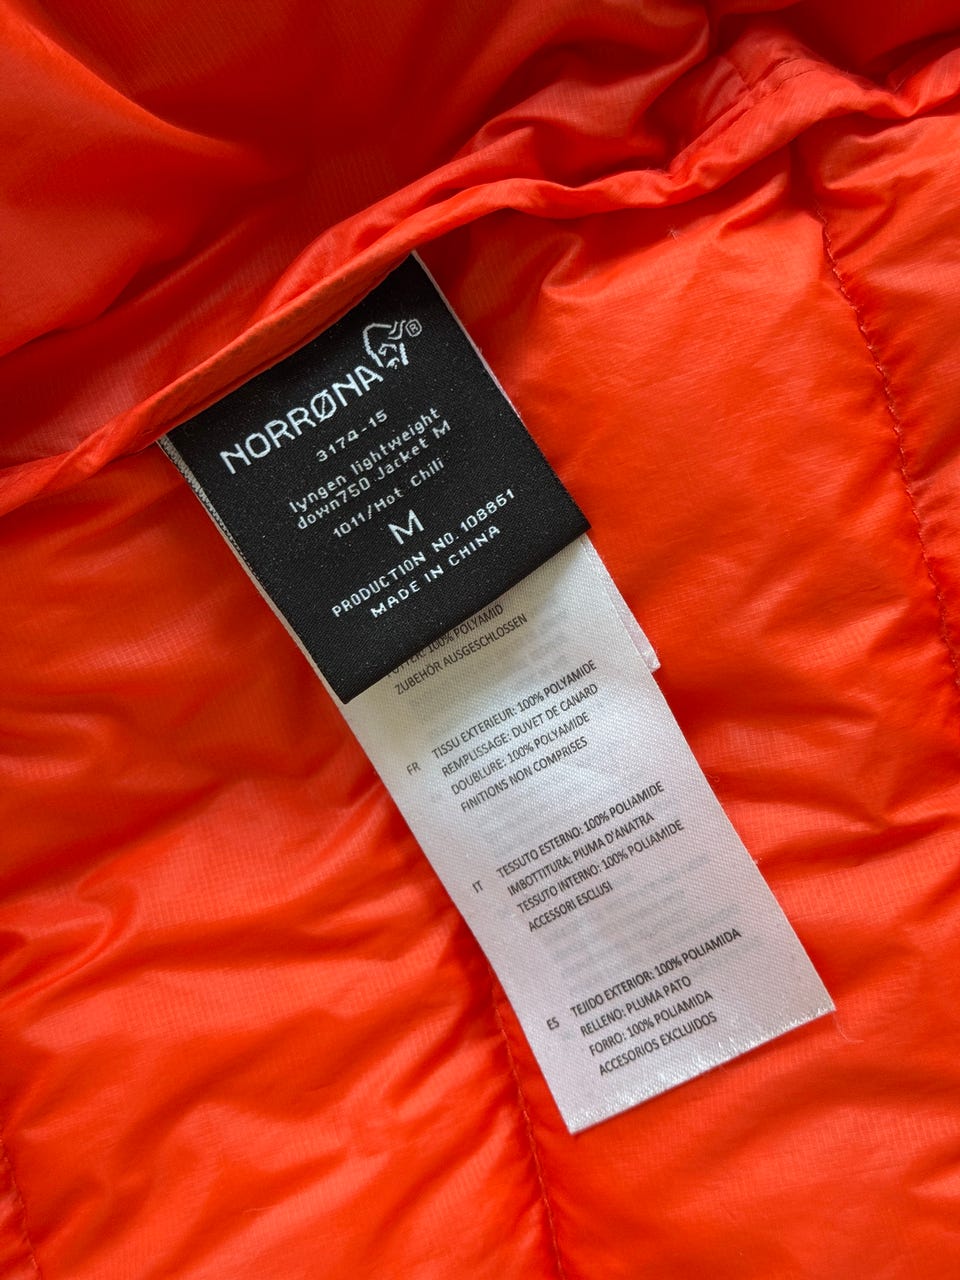 NORRØNA®
3174-15
lyngen lightweight
down750 Jacket M
1011/Hot chili
M
PRODUCTION NO. 108861
MADE IN CHINA
100% POLYAMID
ZUBEHÖR AUSGESCHLOSSEN
FR TISSU EXTERIEUR: 100% POLYAMIDE
REMPLISSAGE: DUVET DE CANARD
DOUBLURE: 100% POLYAMIDE
FINITIONS NON COMPRISES
IT TESSUTO ESTERNO: 100% POLIAMIDE
IMBOTTITURA: PIUMA D'ANATRA
TESSUTO INTERNO: 100% POLIAMIDE
ACCESSORI ESCLUSI
ES TEJIDO EXTERIOR: 100% POLIAMIDA
RELLENO: PLUMA PATO
FORRO: 100% POLIAMIDA
ACCESORIOS EXCLUIDOS